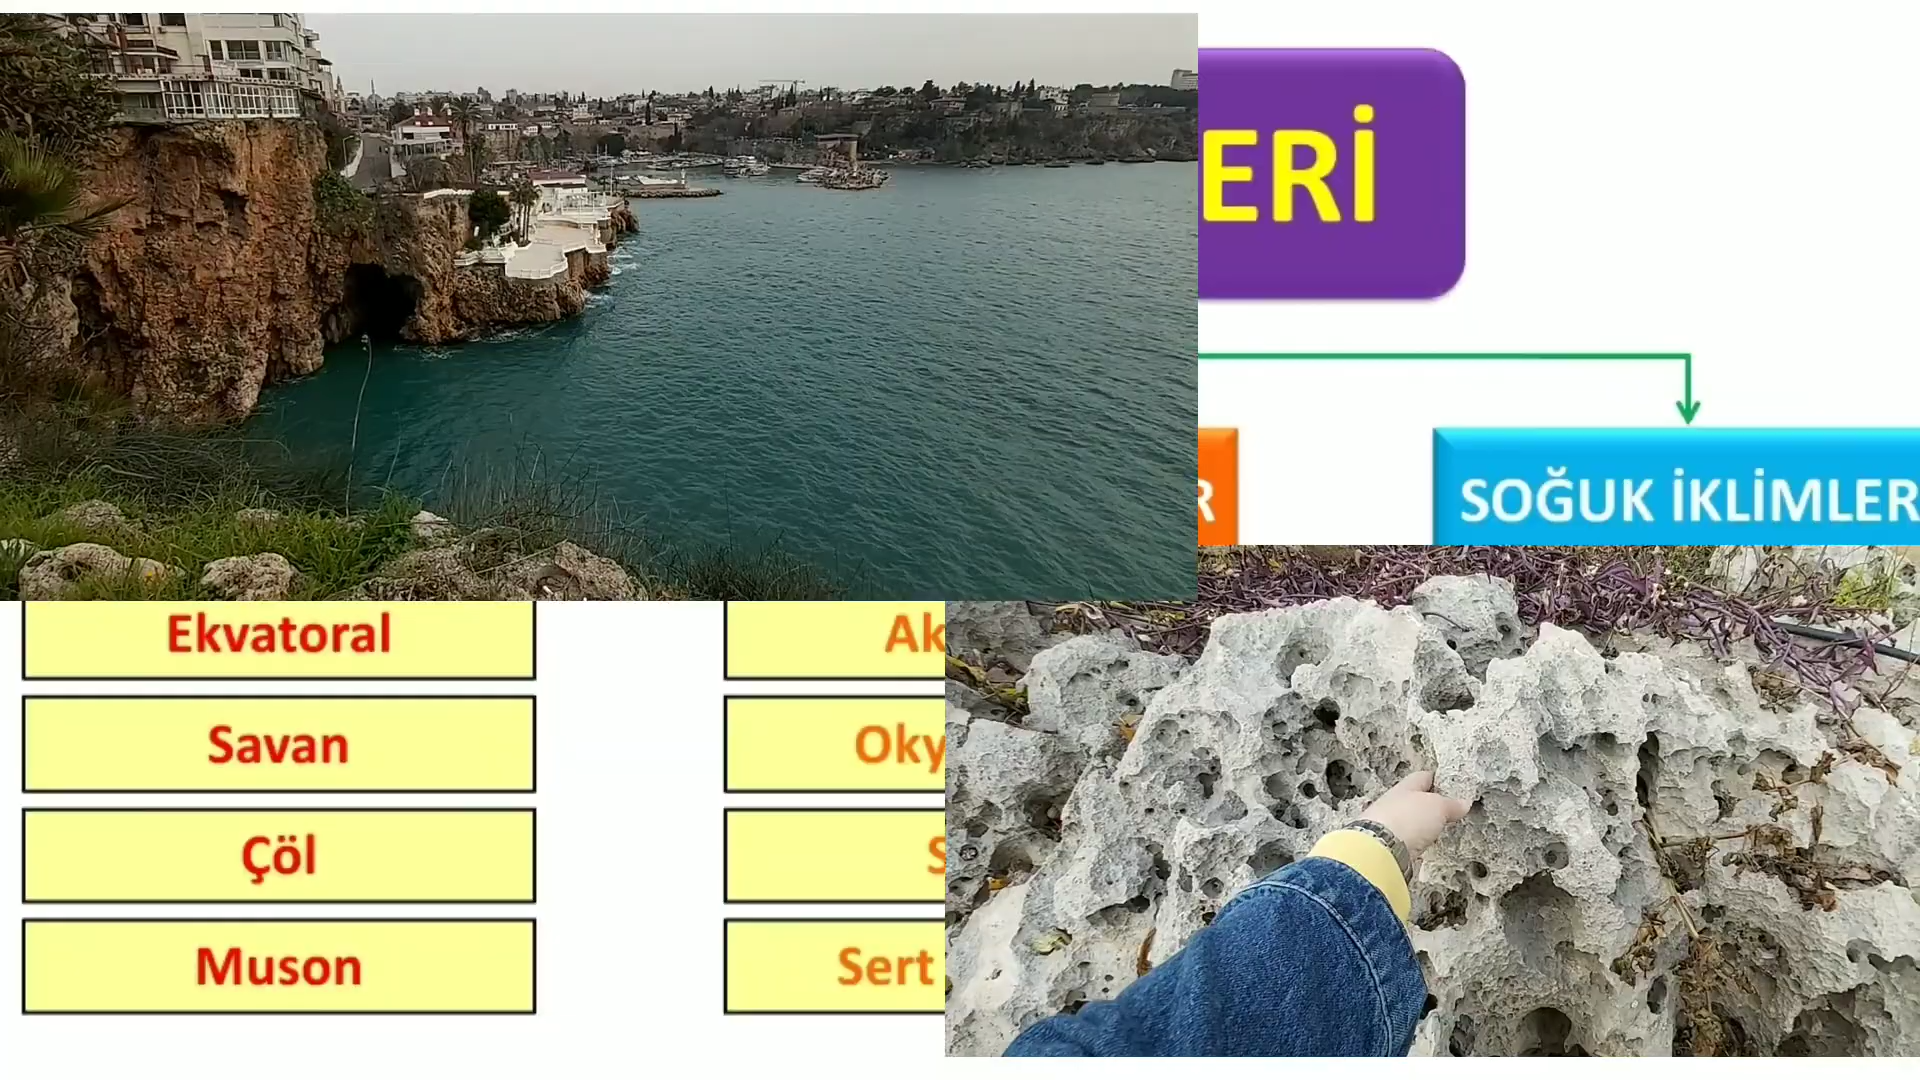 ERİ
R
SOĞUK İKLİMLER
Ekvatoral
Ak
Savan
Oky
Çöl
S
Muson
Sert